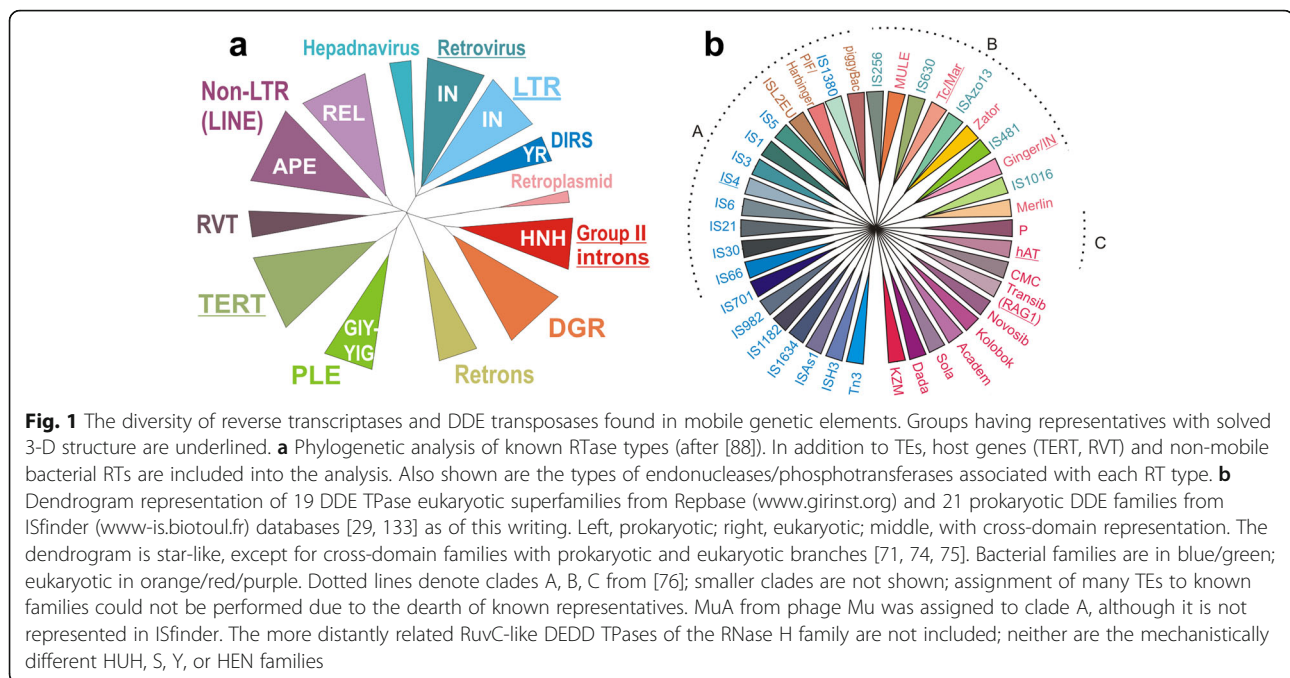 a
Hepadnavirus
Retrovirus
LTR
Non-LTR
(LINE)
REL
IN
IN
DIRS
YR
APE
Retroplasmid
RVT
HNH
Group II
introns
TERT
GIY-
YIG
DGR
PLE
Retrons
b
A
B
C
ISL2EU
PIF/
Harbinger
IS1380
piggyBac
IS256
MULE
IS630
Tc/Mar
ISAzo13
Zator
IS481
Ginger/IN
IS1016
Merlin
P
hAT
CMC
Transib
(RAG1)
Novosib
Kolobok
Academ
Sola
Dada
KZM
Tn3
ISH3
ISAs1
IS1634
IS1182
IS982
IS701
IS66
IS30
IS21
IS6
IS4
IS3
IS1
IS5
Fig. 1 The diversity of reverse transcriptases and DDE transposases found in mobile genetic elements. Groups having representatives with solved
3-D structure are underlined. a Phylogenetic analysis of known RTase types (after [88]). In addition to TEs, host genes (TERT, RVT) and non-mobile
bacterial RTs are included into the analysis. Also shown are the types of endonucleases/phosphotransferases associated with each RT type. b
Dendrogram representation of 19 DDE TPase eukaryotic superfamilies from Repbase (www.girinst.org) and 21 prokaryotic DDE families from
ISfinder (www-is.biotoul.fr) databases [29, 133] as of this writing. Left, prokaryotic; right, eukaryotic; middle, with cross-domain representation. The
dendrogram is star-like, except for cross-domain families with prokaryotic and eukaryotic branches [71, 74, 75]. Bacterial families are in blue/green;
eukaryotic in orange/red/purple. Dotted lines denote clades A, B, C from [76]; smaller clades are not shown; assignment of many TEs to known
families could not be performed due to the dearth of known representatives. MuA from phage Mu was assigned to clade A, although it is not
represented in ISfinder. The more distantly related RuvC-like DEDD TPases of the RNase H family are not included; neither are the mechanistically
different HUH, S, Y, or HEN families